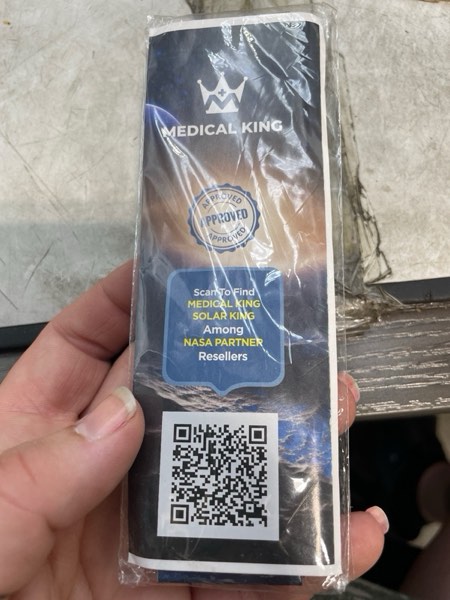 MEDICAL KING
APPROVED
APPROVED
APPROVED
Scan To Find
MEDICAL KING
SOLAR KING
Among
NASA PARTNER
Resellers